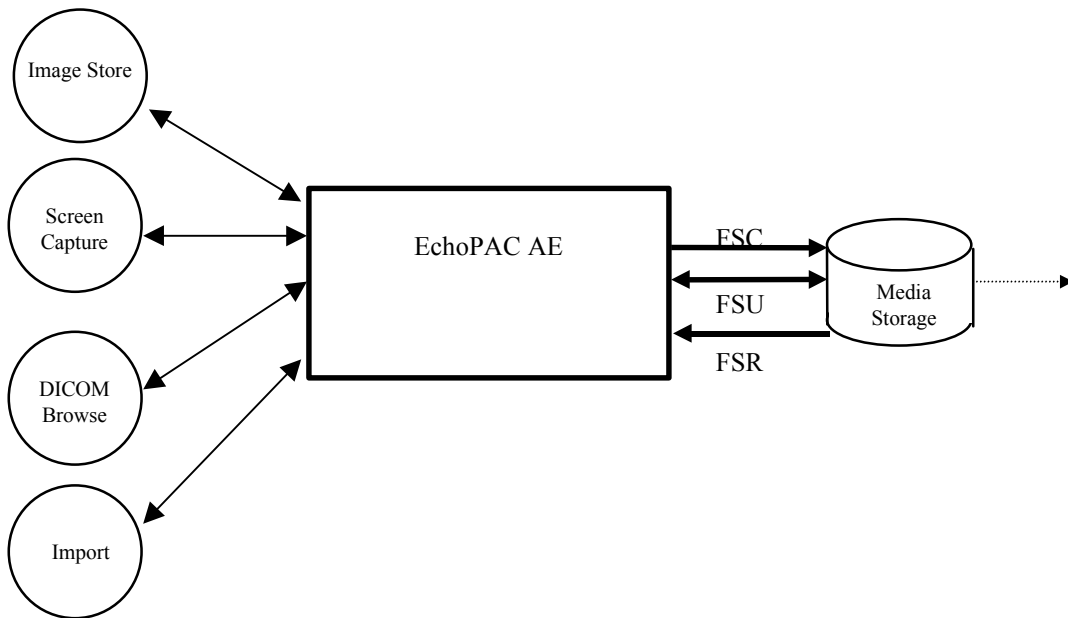 Image Store
Screen
Capture
DICOM
Browse
Import
EchoPAC AE
FSC
FSU
FSR
Media
Storage